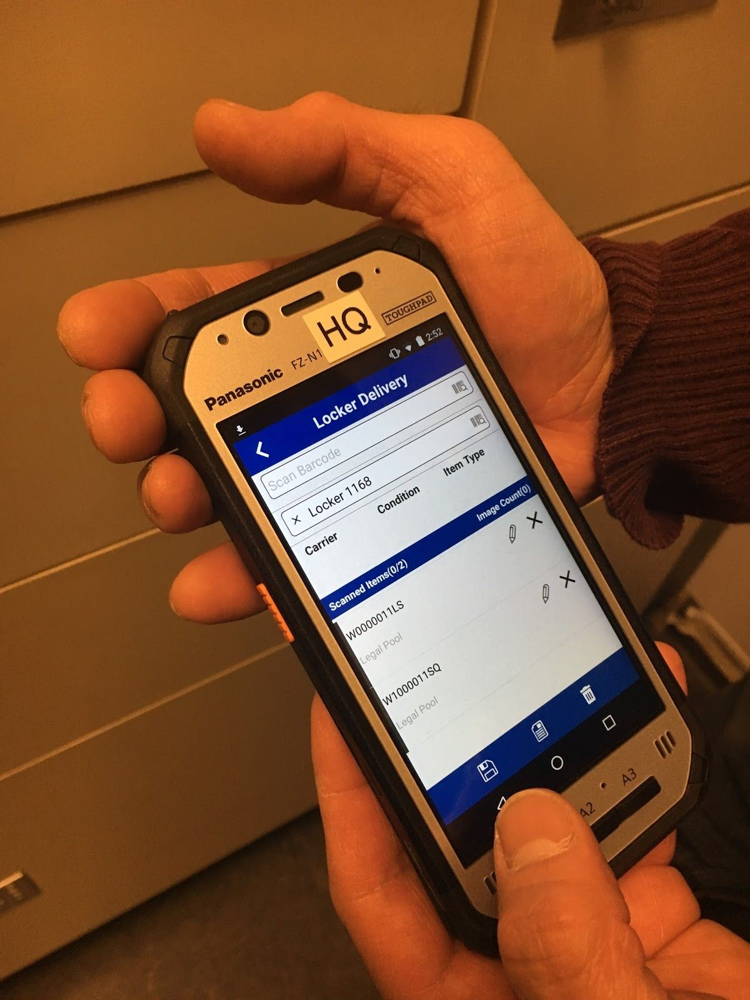 HQ
TOUGHPAD
Panasonic
FZ-N1
2:52
Locker Delivery
Scan Barcode
× Locker 1168
Carrier Condition Item Type
Scanned Items(0/2) Image Count(0)
W0000011LS
Legal Pool
W1000011SQ
Legal Pool
A2 A3